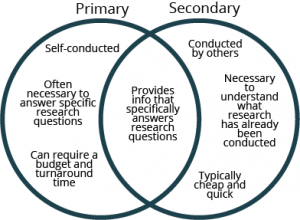 Primary
Secondary
Self-conducted
Often
necessary to
answer specific
research
questions
Can require a
budget and
turnaround
time
Provides
info that
specifically
answers
research
questions
Conducted
by others
Necessary
to
understand
what
research
has already
been
conducted
Typically
cheap and
quick